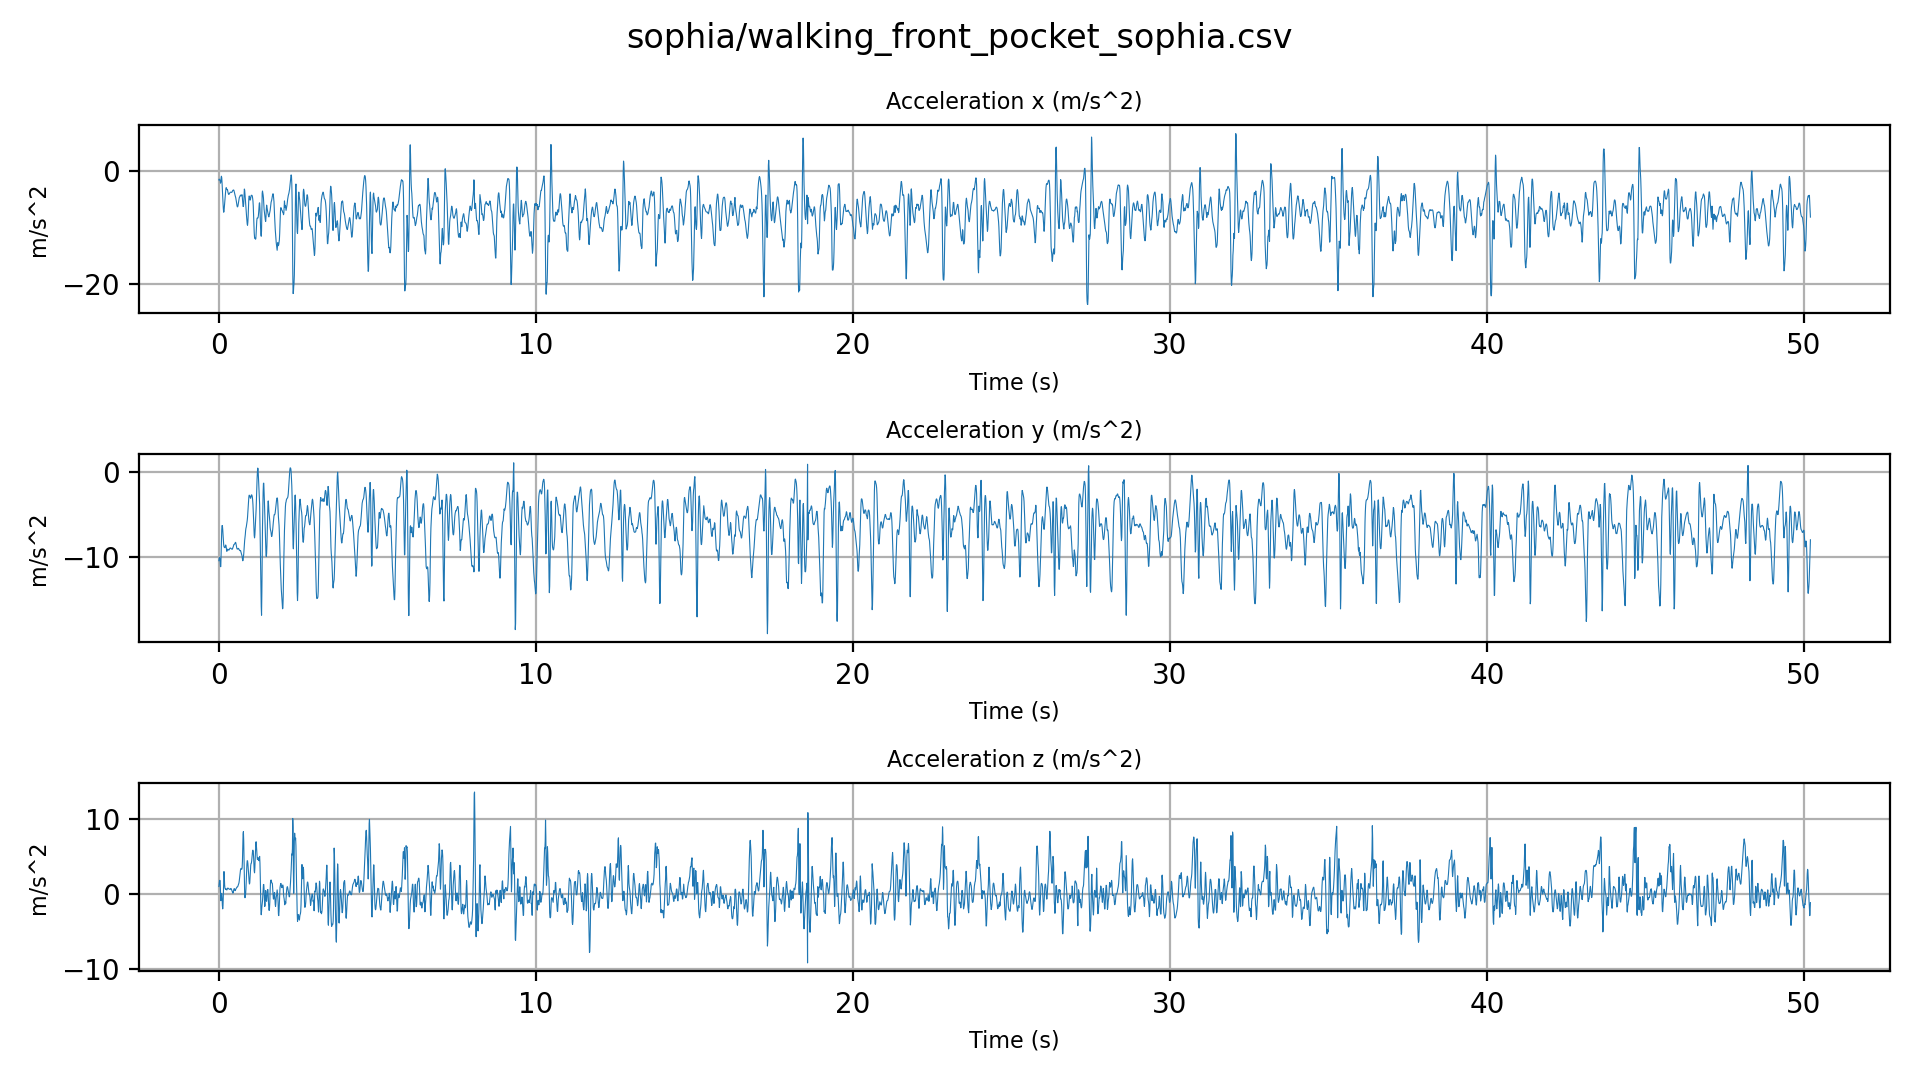 sophia/walking_front_pocket_sophia.csv
Acceleration x (m/s^2)
m/s^2
0
−20
0 10 20 30 40 50
Time (s)
Acceleration y (m/s^2)
m/s^2
0
−10
0 10 20 30 40 50
Time (s)
Acceleration z (m/s^2)
m/s^2
10
0
−10
0 10 20 30 40 50
Time (s)